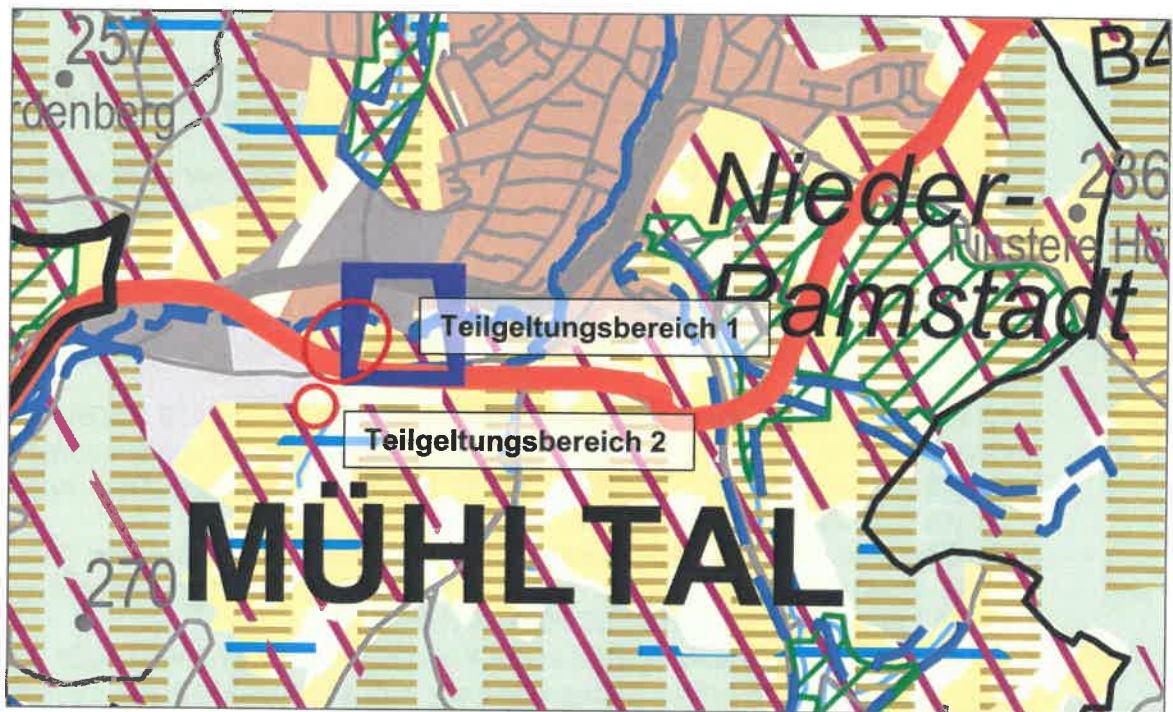 257
B4
rdenberg
Nieder-
286
Finstere Hö
Ramstadt
Teilgeltungsbereich 1
Teilgeltungsbereich 2
MÜHLTAL
270